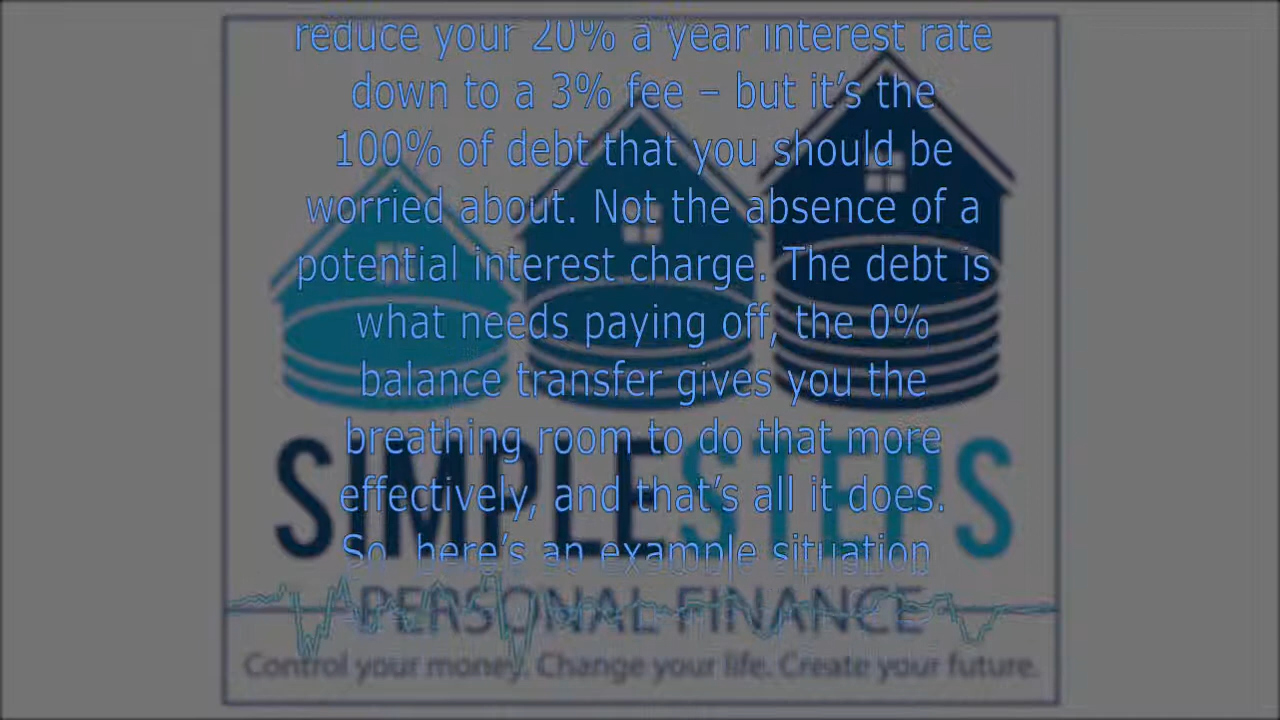 reduce your 20% a year interest rate
down to a 3% fee – but it’s the
100% of debt that you should be
worried about. Not the absence of a
potential interest charge. The debt is
what needs paying off, the 0%
balance transfer gives you the
breathing room to do that more
effectively, and that’s all it does.
So, here’s an example situation
SIMPLESTEPS
PERSONAL FINANCE
Control your money. Change your life. Create your future.